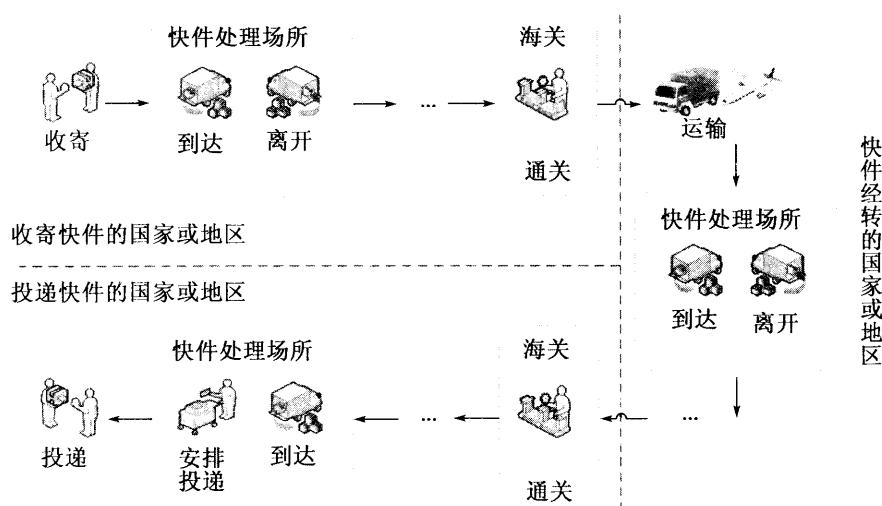 快件处理场所
海关
收寄
到达
离开
...
通关
运输
收寄快件的国家或地区
快件处理场所
到达
离开
快件经转的国家或地区
投递快件的国家或地区
快件处理场所
海关
投递
安排
投递
到达
...
通关
...